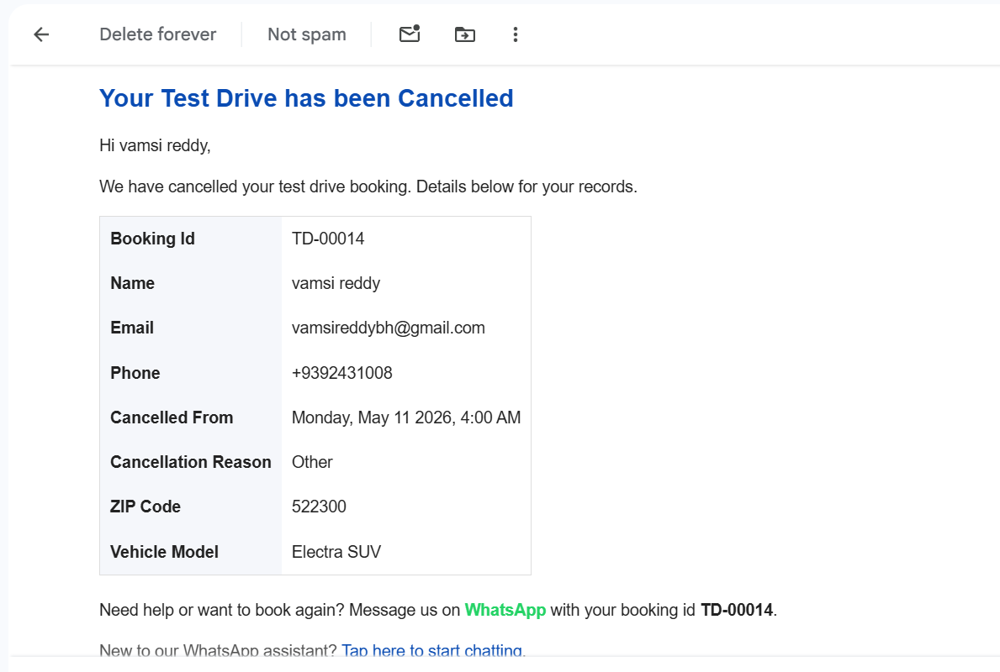 Delete forever
Not spam
Your Test Drive has been Cancelled
Hi vamsi reddy,
We have cancelled your test drive booking. Details below for your records.
Booking Id TD-00014
Name vamsi reddy
Email vamsireddybh@gmail.com
Phone +9392431008
Cancelled From Monday, May 11 2026, 4:00 AM
Cancellation Reason Other
ZIP Code 522300
Vehicle Model Electra SUV
Need help or want to book again? Message us on WhatsApp with your booking id TD-00014.
New to our WhatsApp assistant? Tap here to start chatting.